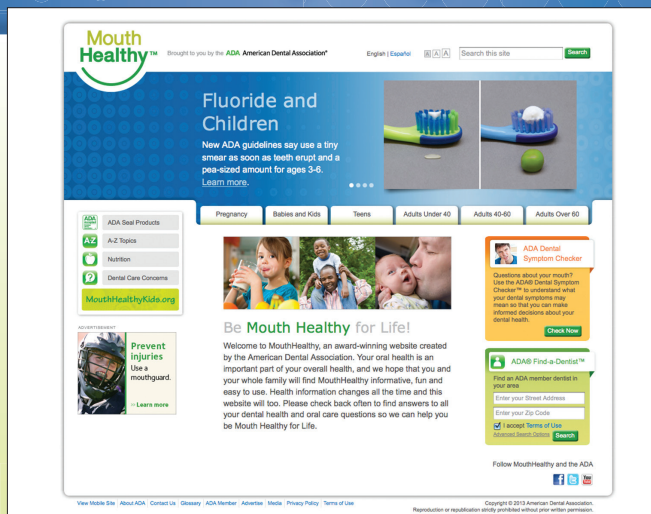 Mouth
Healthy™
Brought to you by the ADA American Dental Association®
English | Español
A A A
Search this site
Search
Fluoride and
Children
New ADA guidelines say use a tiny
smear as soon as teeth erupt and a
pea-sized amount for ages 3-6.
Learn more.
Pregnancy
Babies and Kids
Teens
Adults Under 40
Adults 40-60
Adults Over 60
ADA
ADA Seal Products
AZ
A-Z Topics
Nutrition
?
Dental Care Concerns
MouthHealthyKids.org
ADVERTISEMENT
Prevent
injuries
Use a
mouthguard.
›› Learn more
Be Mouth Healthy for Life!
Welcome to MouthHealthy, an award-winning website created
by the American Dental Association. Your oral health is an
important part of your overall health, and we hope that you and
your whole family will find MouthHealthy informative, fun and
easy to use. Health information changes all the time and this
website will too. Please check back often to find answers to all
your dental health and oral care questions so we can help you
be Mouth Healthy for Life.
ADA Dental
Symptom Checker
Questions about your mouth?
Use the ADA® Dental Symptom
Checker™ to understand what
your dental symptoms may
mean so that you can make
informed decisions about your
dental health.
Check Now
ADA® Find-a-Dentist™
Find an ADA member dentist in
your area
Enter your Street Address
Enter your Zip Code
I accept Terms of Use
Advanced Search Options
Search
Follow MouthHealthy and the ADA
f
You
View Mobile Site | About ADA | Contact Us | Glossary | ADA Member | Advertise | Media | Privacy Policy | Terms of Use
Copyright © 2013 American Dental Association.
Reproduction or republication strictly prohibited without prior written permission.